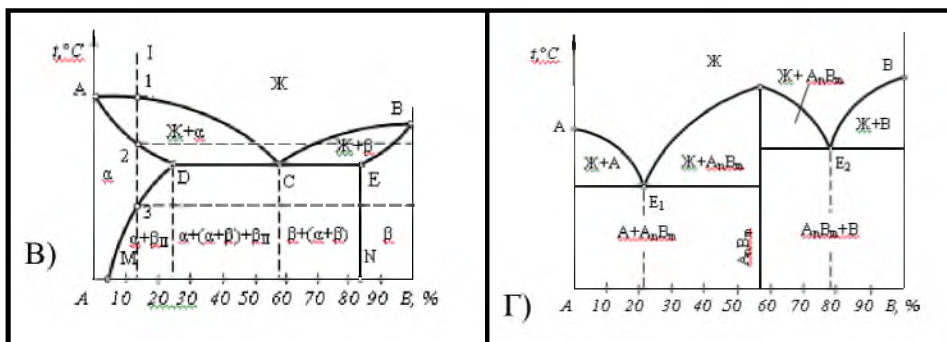 t,°C
I
1
Ж
A
B
Ж+α
Ж+β
2
α
D
C
E
3
α+βII
α+(α+β)+βII
β+(α+β)
β
M
N
В)
A 10 20 30 40 50 60 70 80 90 B, %
t,°C
Ж
Ж+ AnBm
B
A
Ж+B
Ж+A
Ж+AnBm
E1
E2
A+AnBm
AnBm
AnBm+B
Г)
A 10 20 30 40 50 60 70 80 90 B, %